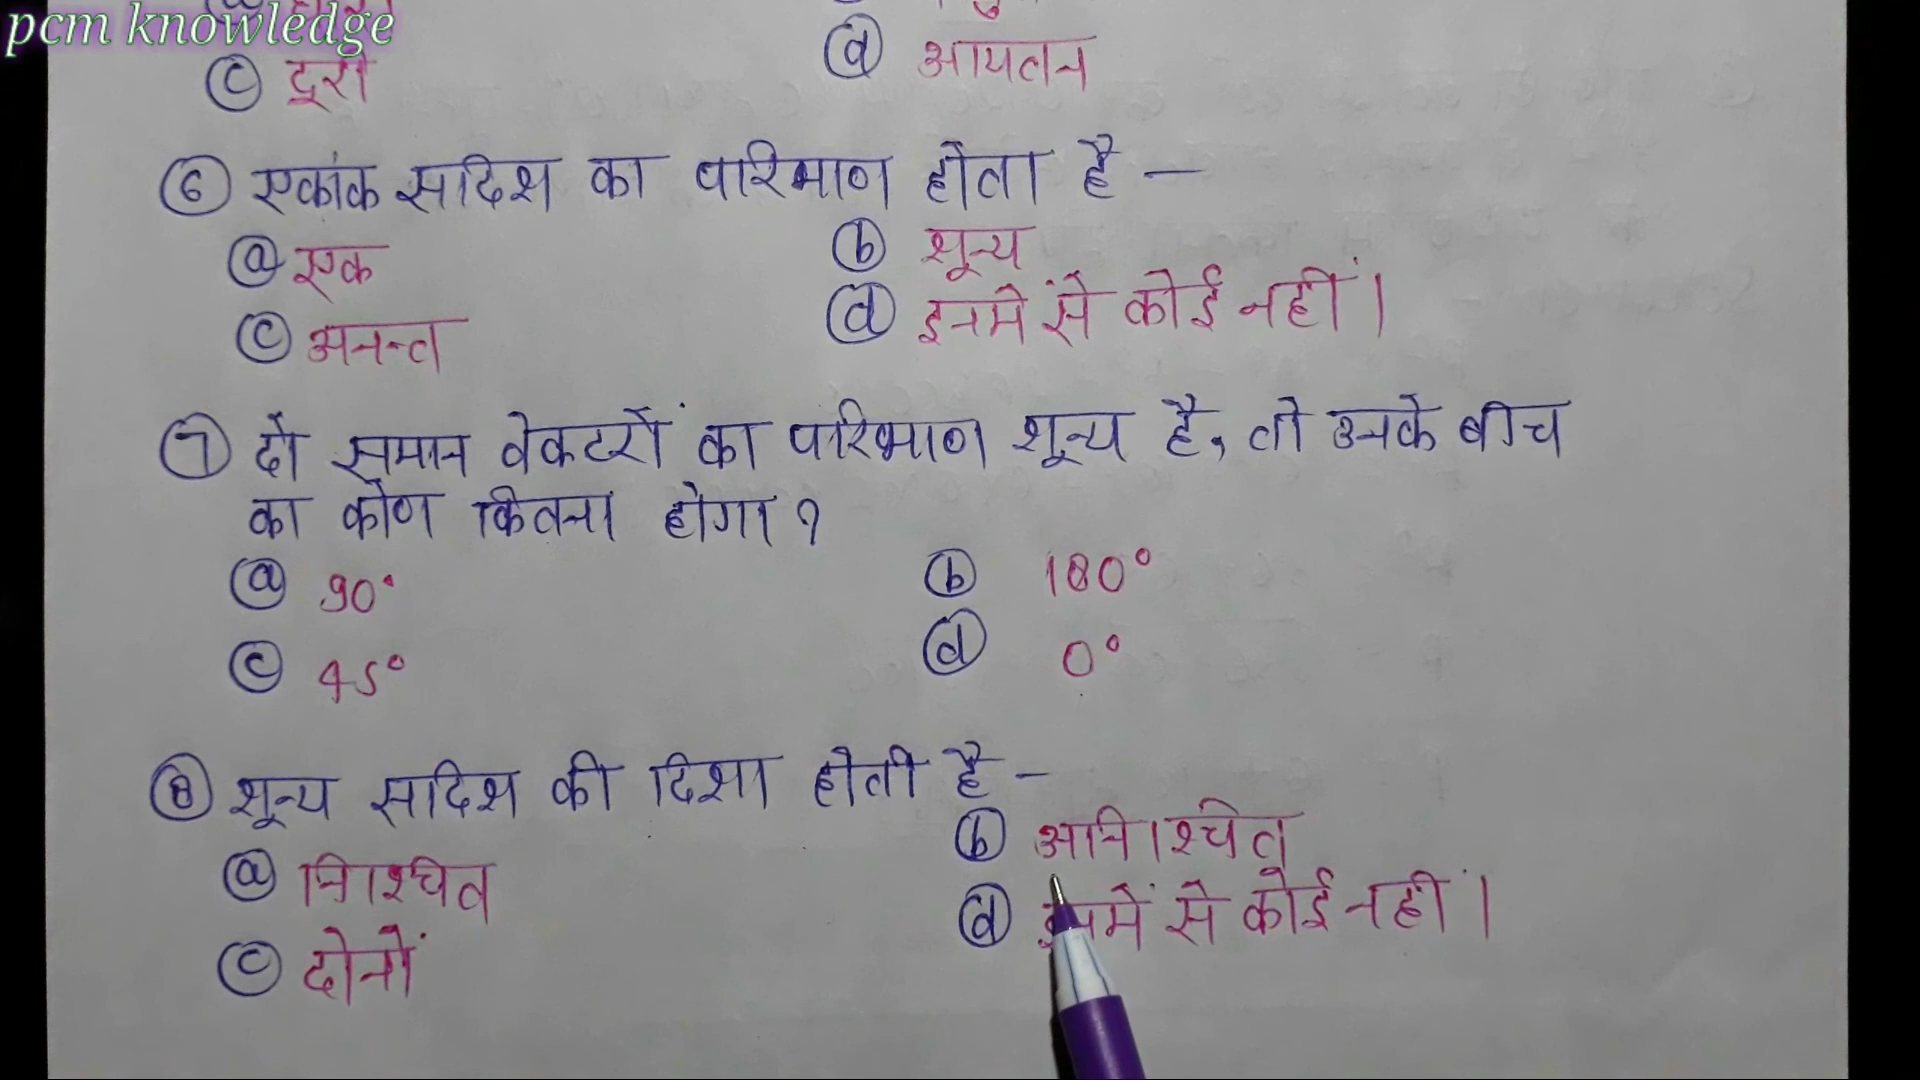 pcm knowledge
(c) दूरी (d) आयतन
(6) एकांक सदिश का परिमाण होता है –
(a) एक (b) शून्य
(c) अनन्त (d) इनमें से कोई नहीं।
(7) दो समान वेक्टरों का परिमाण शून्य है, तो उनके बीच
का कोण कितना होगा ?
(a) 90° (b) 180°
(c) 45° (d) 0°
(8) शून्य सदिश की दिशा होती है –
(a) निश्चित (b) अनिश्चित
(c) दोनों (d) इनमें से कोई नहीं।